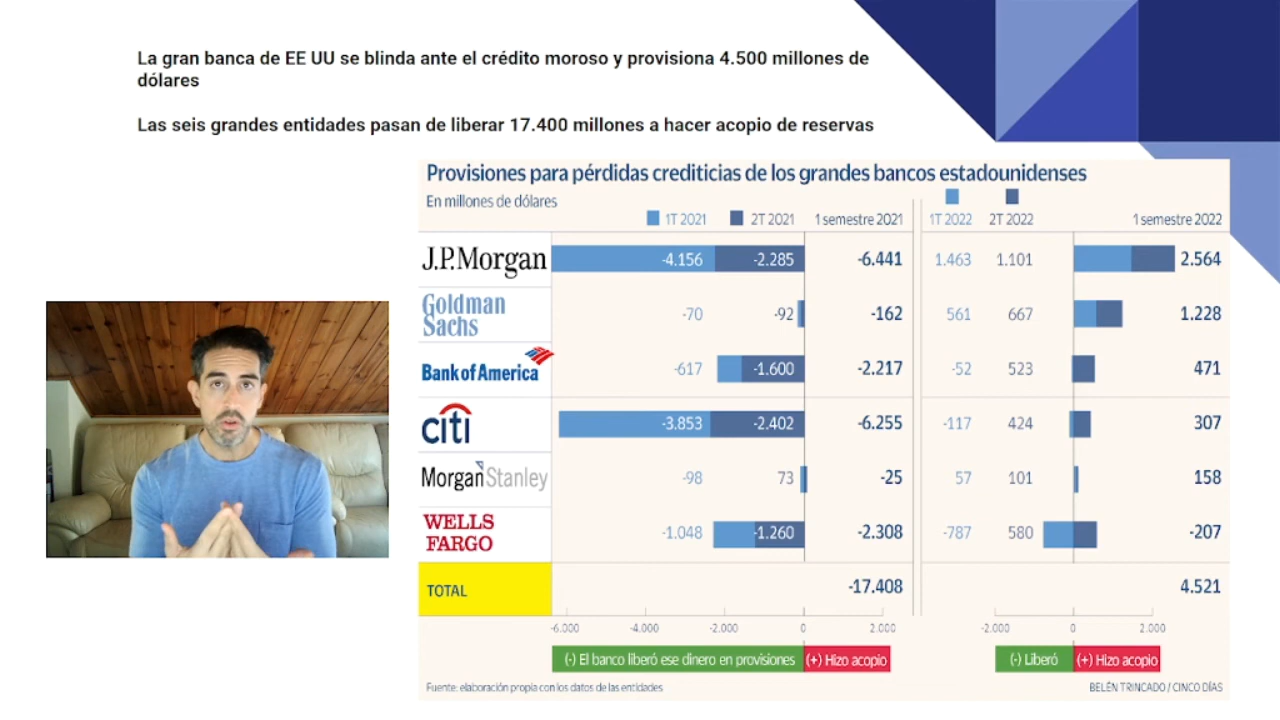 La gran banca de EE UU se blinda ante el crédito moroso y provisiona 4.500 millones de
dólares
Las seis grandes entidades pasan de liberar 17.400 millones a hacer acopio de reservas
Provisiones para pérdidas crediticias de los grandes bancos estadounidenses
En millones de dólares
1T 2021 2T 2021 1 semestre 2021 1T 2022 2T 2022 1 semestre 2022
J.P.Morgan -4.156 -2.285 -6.441 1.463 1.101 2.564
Goldman
Sachs -70 -92 -162 561 667 1.228
Bank of America -617 -1.600 -2.217 -52 523 471
citi -3.853 -2.402 -6.255 -117 424 307
Morgan Stanley -98 73 -25 57 101 158
WELLS
FARGO -1.048 -1.260 -2.308 -787 580 -207
TOTAL -17.408 4.521
-6.000 -4.000 -2.000 0 2.000 -2.000 0 2.000
(-) El banco liberó ese dinero en provisiones (+) Hizo acopio (-) Liberó (+) Hizo acopio
Fuente: elaboración propia con los datos de las entidades BELÉN TRINCADO / CINCO DÍAS